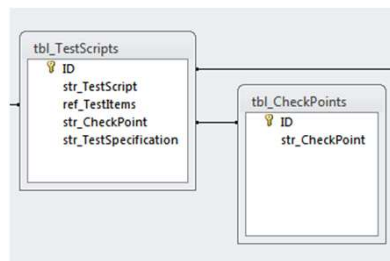 tbl_TestScripts
ID
str_TestScript
ref_TestItems
str_CheckPoint
str_TestSpecification
tbl_CheckPoints
ID
str_CheckPoint